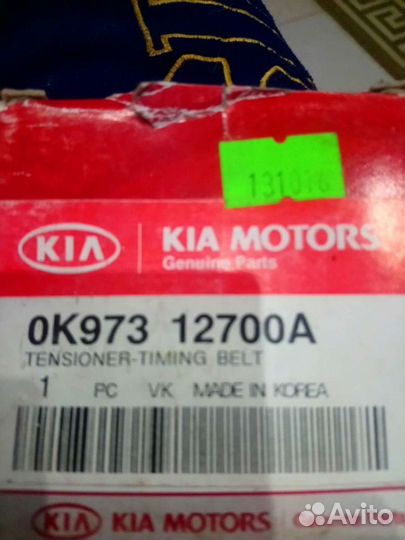 131016
KIA
KIA MOTORS
Genuine Parts
0K973 12700A
TENSIONER-TIMING BELT
1 PC VK MADE IN KOREA
KIA KIA MOTORS
Avito